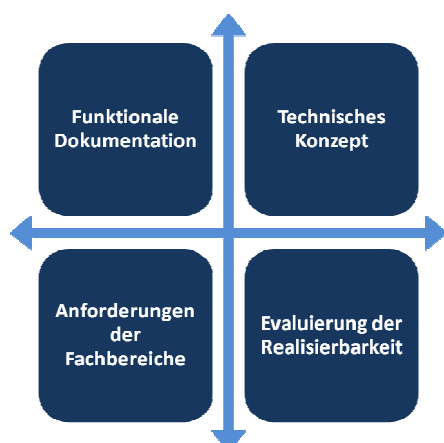 Funktionale
Dokumentation
Technisches
Konzept
Anforderungen
der
Fachbereiche
Evaluierung der
Realisierbarkeit